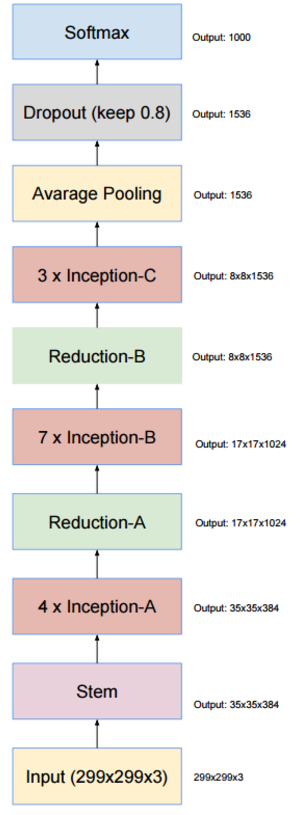 Softmax
Output: 1000
Dropout (keep 0.8)
Output: 1536
Avarage Pooling
Output: 1536
3 x Inception-C
Output: 8x8x1536
Reduction-B
Output: 8x8x1536
7 x Inception-B
Output: 17x17x1024
Reduction-A
Output: 17x17x1024
4 x Inception-A
Output: 35x35x384
Stem
Output: 35x35x384
Input (299x299x3)
299x299x3